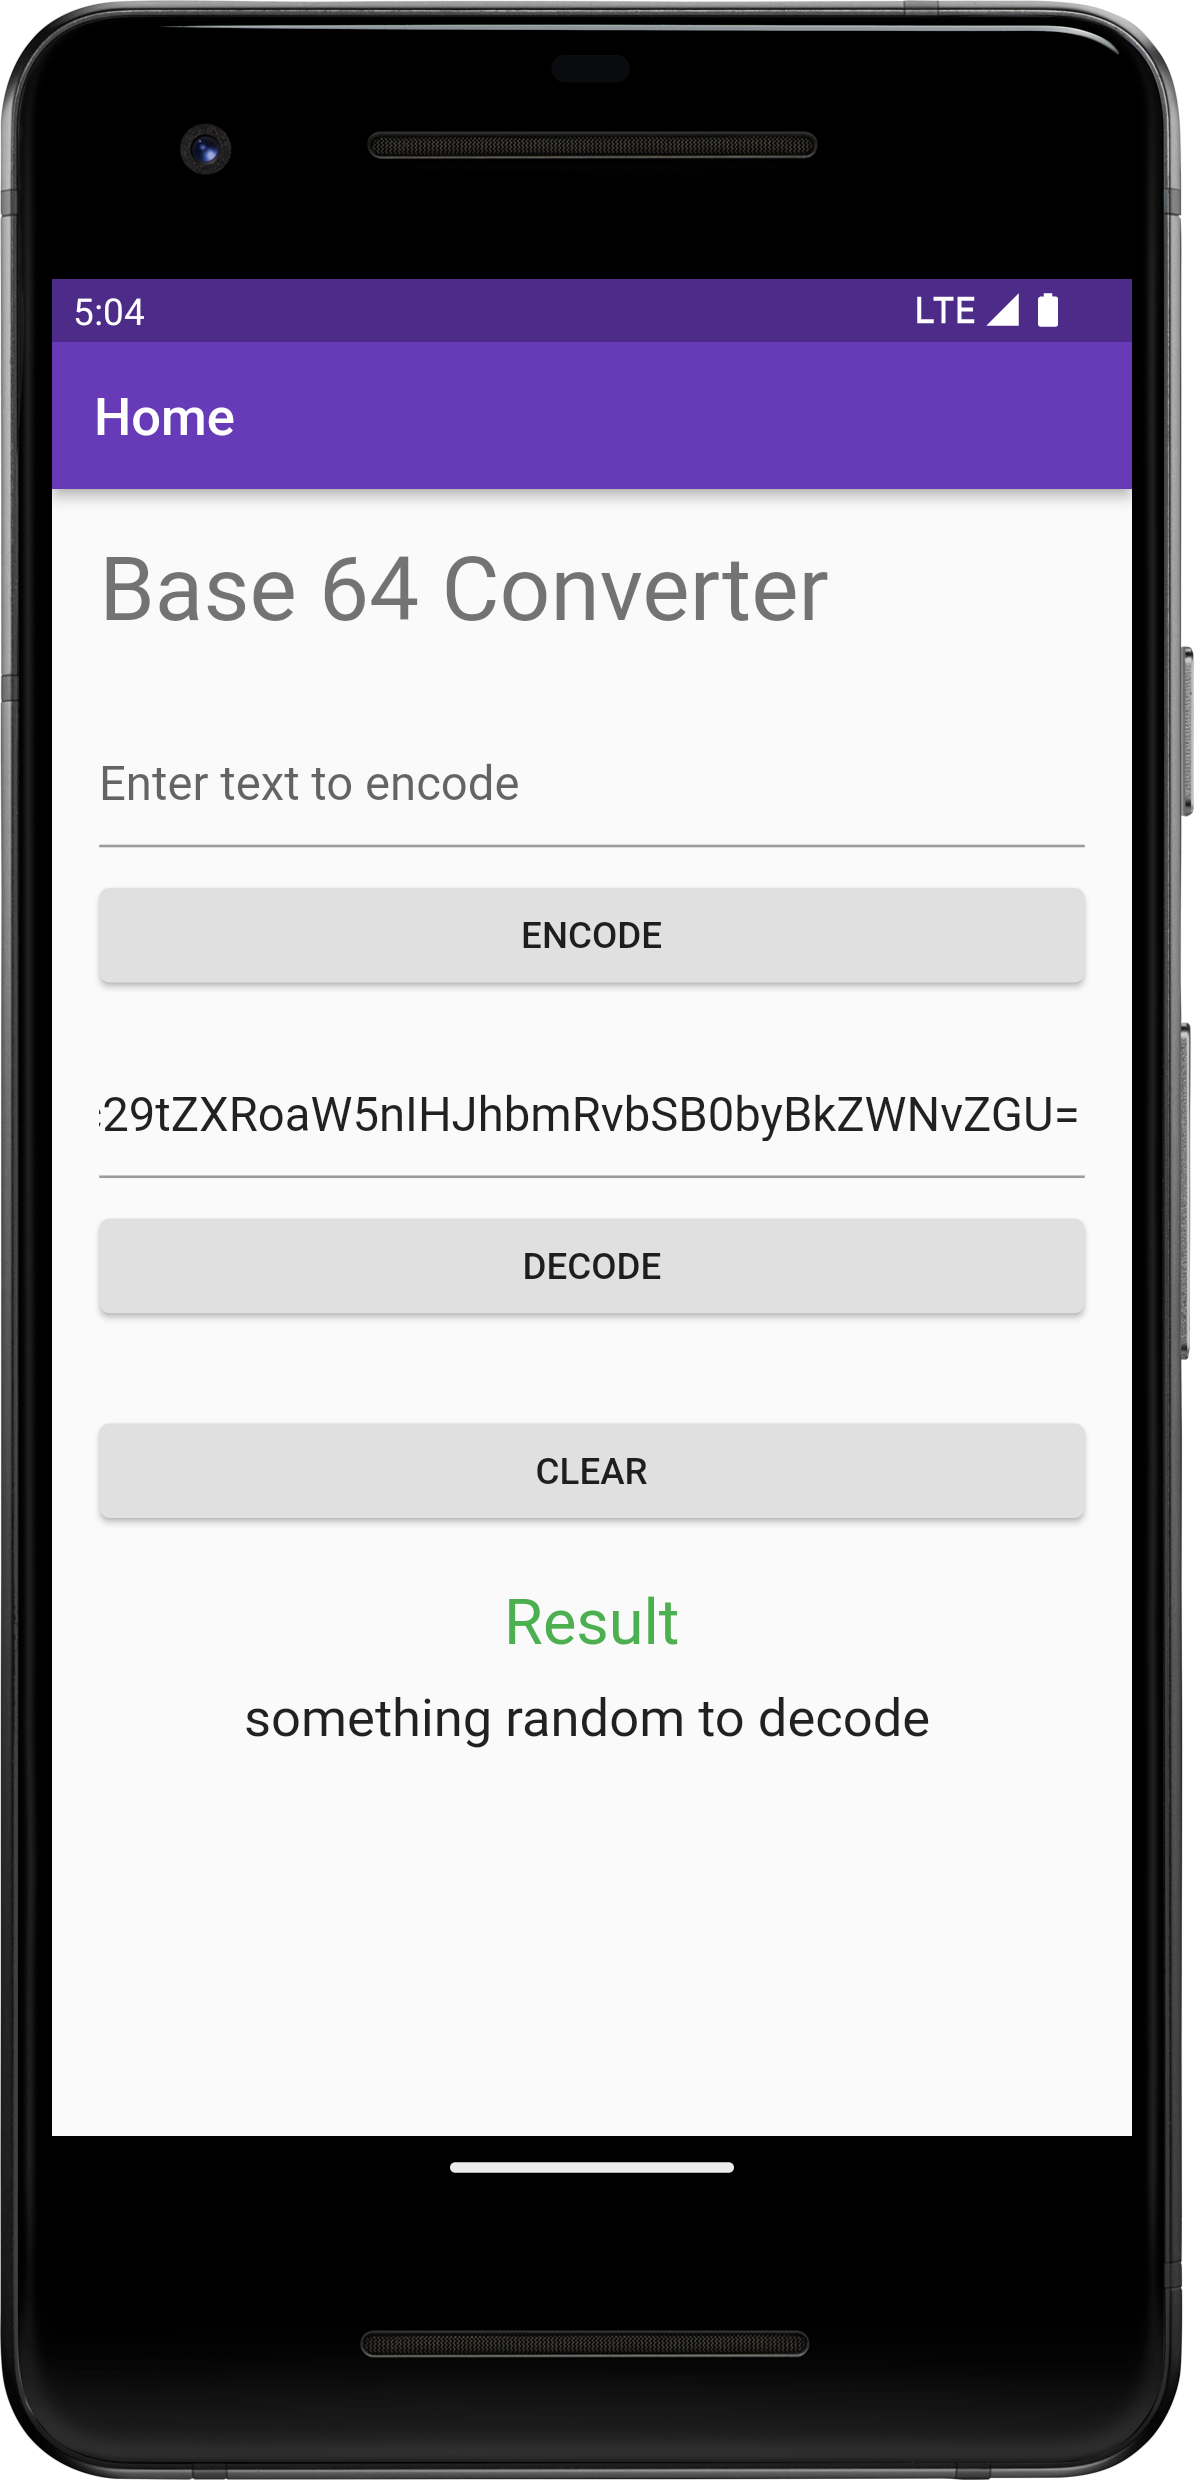 5:04 LTE
Home
Base 64 Converter
Enter text to encode
ENCODE
c29tZXRoaW5nIHJhbmRvbSB0byBkZWNvZGU=
DECODE
CLEAR
Result
something random to decode